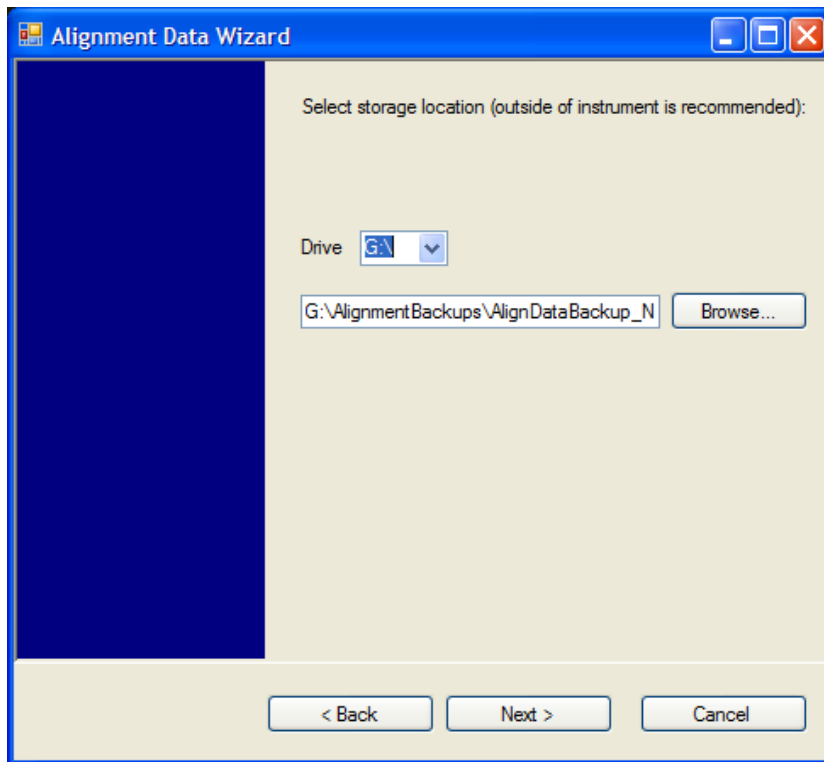 Alignment Data Wizard
Select storage location (outside of instrument is recommended):
Drive G:\
G:\AlignmentBackups\AlignDataBackup_N Browse...
< Back Next > Cancel